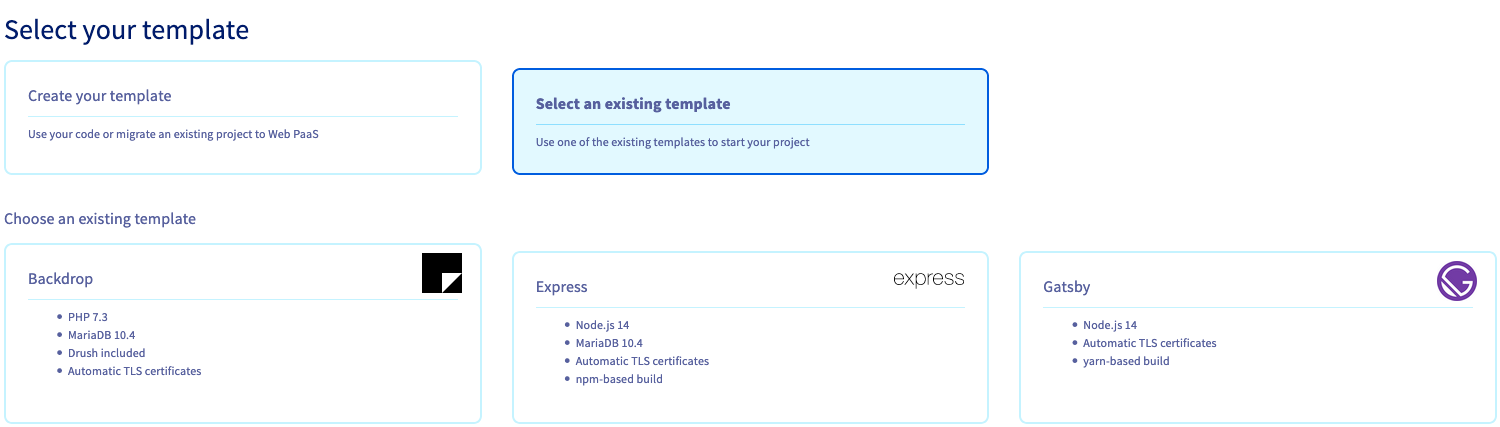 Select your template
Create your template
Use your code or migrate an existing project to Web PaaS
Select an existing template
Use one of the existing templates to start your project
Choose an existing template
Backdrop
PHP 7.3
MariaDB 10.4
Drush included
Automatic TLS certificates
Express
express
Node.js 14
MariaDB 10.4
Automatic TLS certificates
npm-based build
Gatsby
Node.js 14
Automatic TLS certificates
yarn-based build